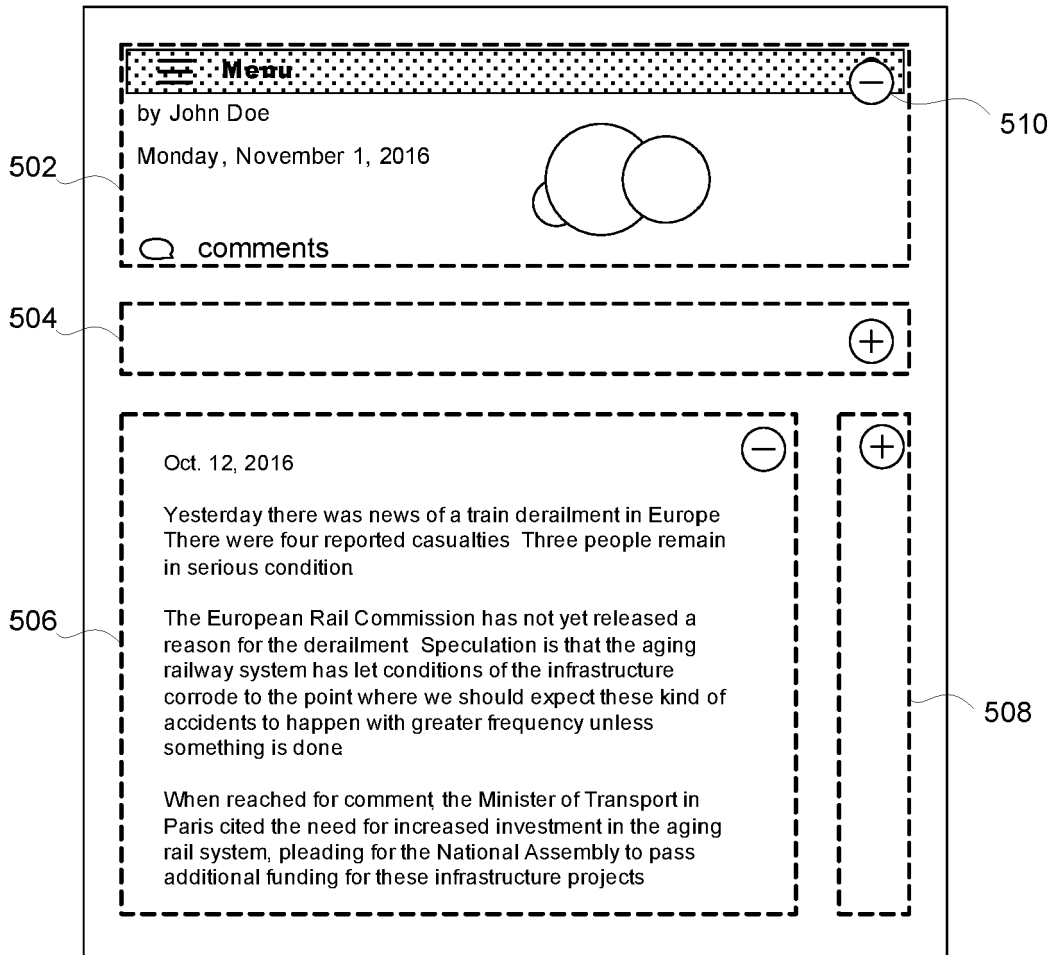 Menu
510
by John Doe
Monday, November 1, 2016
502
comments
504
Oct. 12, 2016
Yesterday there was news of a train derailment in Europe
There were four reported casualties Three people remain
in serious condition
506
The European Rail Commission has not yet released a
reason for the derailment Speculation is that the aging
railway system has let conditions of the infrastructure
corrode to the point where we should expect these kind of
accidents to happen with greater frequency unless
something is done
508
When reached for comment, the Minister of Transport in
Paris cited the need for increased investment in the aging
rail system, pleading for the National Assembly to pass
additional funding for these infrastructure projects